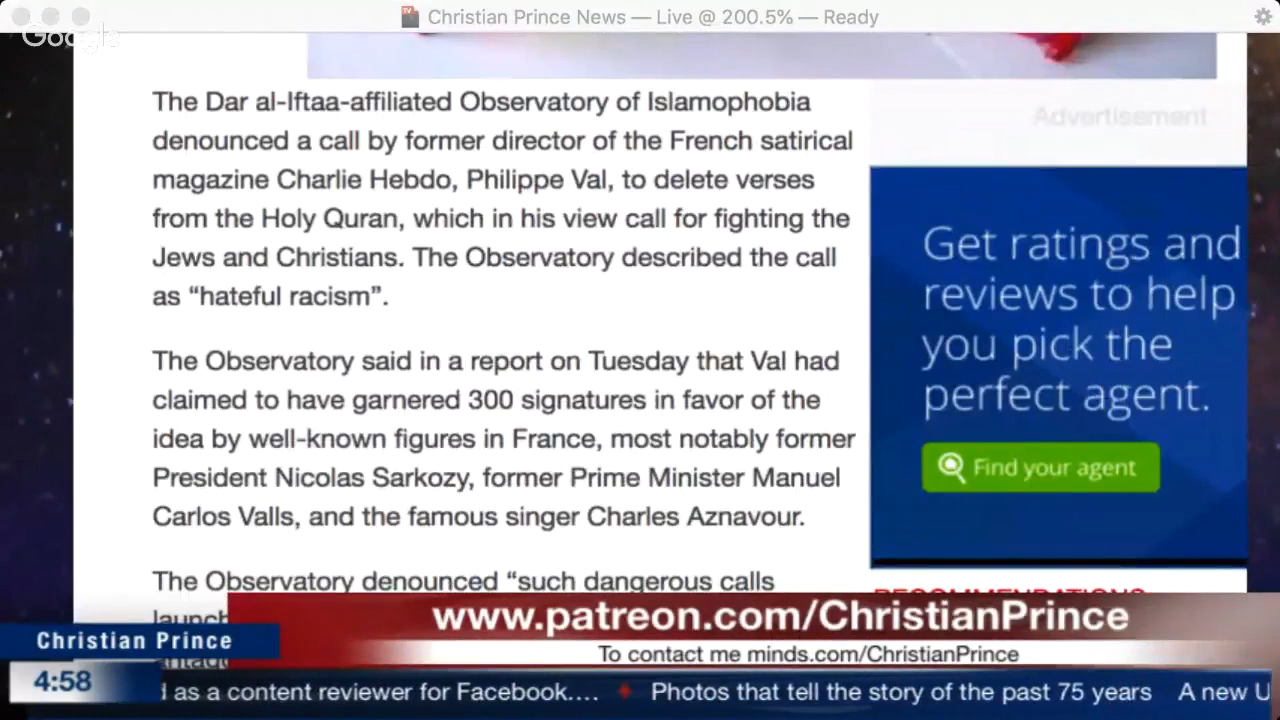 Christian Prince News — Live @ 200.5% — Ready
Google
The Dar al-Iftaa-affiliated Observatory of Islamophobia
denounced a call by former director of the French satirical
magazine Charlie Hebdo, Philippe Val, to delete verses
from the Holy Quran, which in his view call for fighting the
Jews and Christians. The Observatory described the call
as “hateful racism”.
The Observatory said in a report on Tuesday that Val had
claimed to have garnered 300 signatures in favor of the
idea by well-known figures in France, most notably former
President Nicolas Sarkozy, former Prime Minister Manuel
Carlos Valls, and the famous singer Charles Aznavour.
The Observatory denounced “such dangerous calls
Advertisement
Get ratings and
reviews to help
you pick the
perfect agent.
Find your agent
RECOMMENDATIONS
www.patreon.com/ChristianPrince
To contact me minds.com/ChristianPrince
Christian Prince
4:58
as a content reviewer for Facebook.... Photos that tell the story of the past 75 years A new